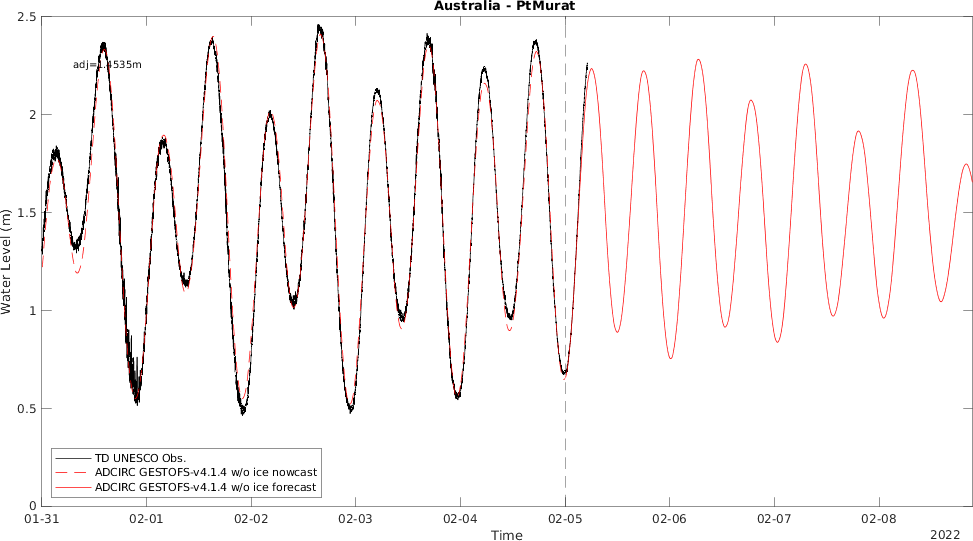 Australia - PtMurat
2.5
adj=1.4535m
2
1.5
Water Level (m)
1
0.5
TD UNESCO Obs.
ADCIRC GESTOFS-v4.1.4 w/o ice nowcast
ADCIRC GESTOFS-v4.1.4 w/o ice forecast
0
01-31 02-01 02-02 02-03 02-04 02-05 02-06 02-07 02-08
Time
2022